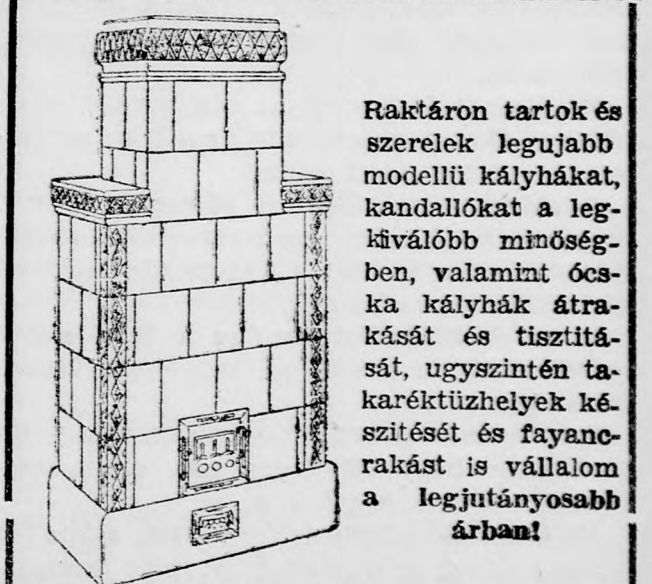 Raktáron tartok és
szerelek legujabb
modellü kályhákat,
kandallókat a leg-
kiválóbb minőség-
ben, valamint ócs-
ka kályhák átra-
kását és tisztitá-
sát, ugyszintén ta-
karéktüzhelyek ké-
szitését és fayanc-
rakást is vállalom
a legjutányosabb
árban!